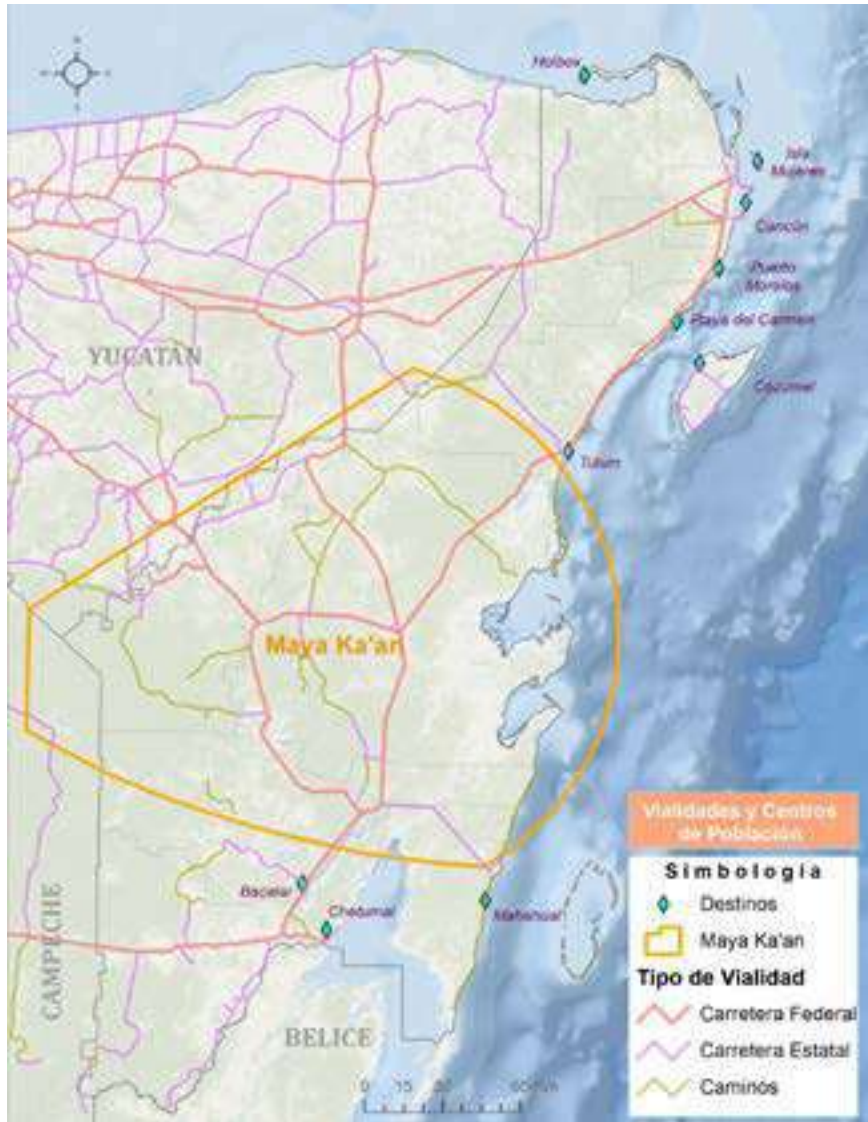 Holbox
Isla
Mujeres
Cancún
Puerto
Morelos
Playa del Carmen
Cozumel
YUCATAN
Tulum
Maya Ka'an
Bacalar
Chetumal
Mahahual
CAMPECHE
BELICE
0 15
Vialidades y Centros
de Población
Simbología
Destinos
Maya Ka'an
Tipo de Vialidad
Carretera Federal
Carretera Estatal
Caminos